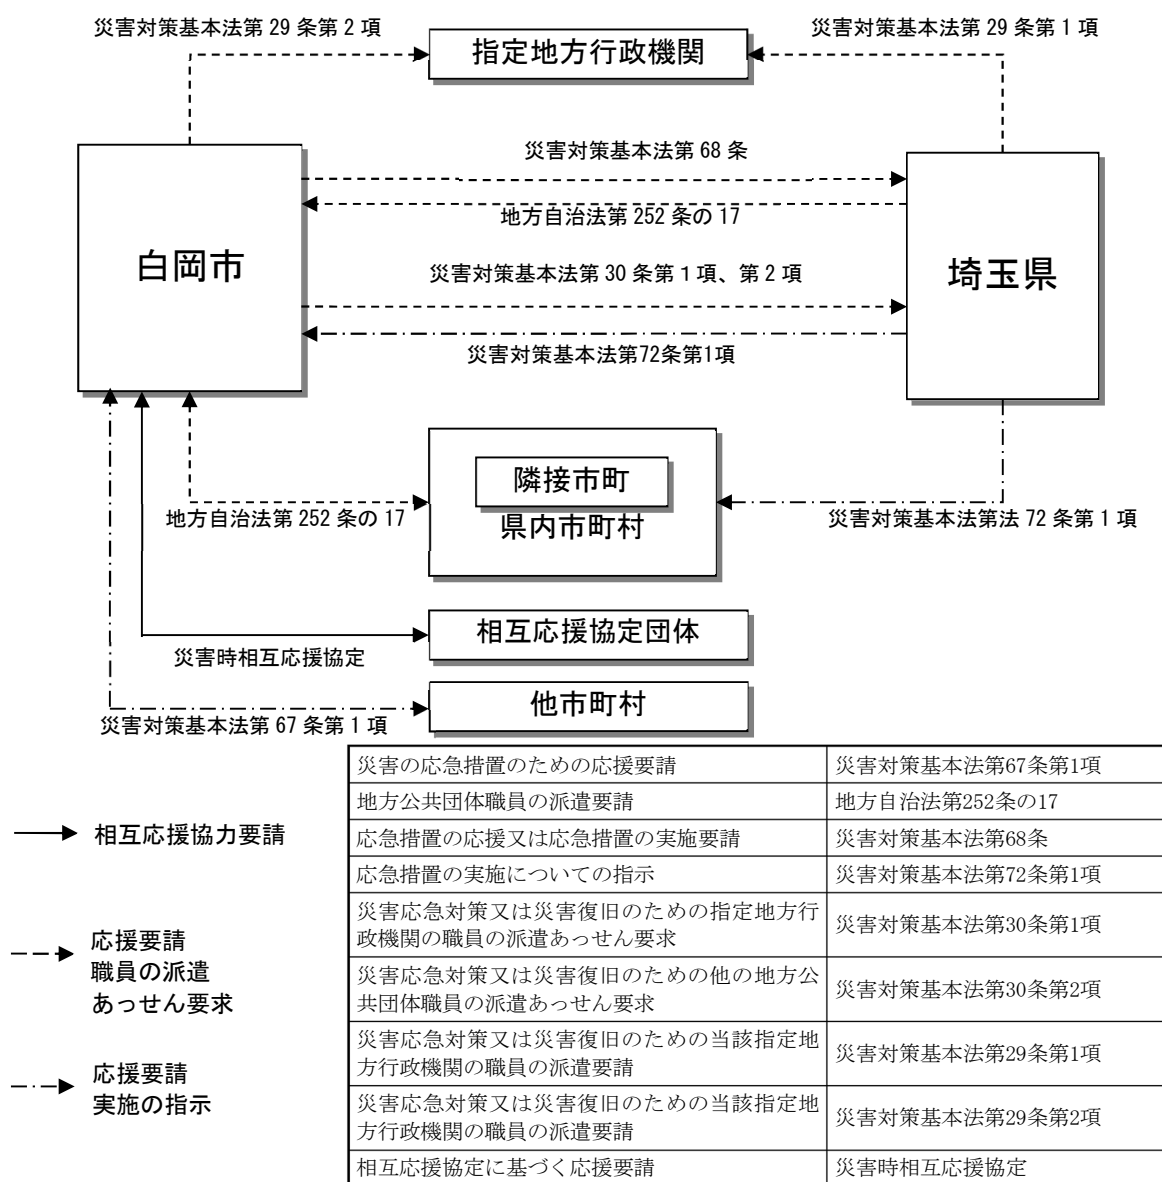 災害対策基本法第 29 条第 2 項
災害対策基本法第 29 条第 1 項
指定地方行政機関
災害対策基本法第 68 条
地方自治法第 252 条の 17
白岡市
埼玉県
災害対策基本法第 30 条第 1 項、第 2 項
災害対策基本法第72条第1項
隣接市町
県内市町村
地方自治法第 252 条の 17
災害対策基本法第法 72 条第 1 項
相互応援協定団体
災害時相互応援協定
他市町村
災害対策基本法第 67 条第 1 項
相互応援協力要請
応援要請
職員の派遣
あっせん要求
応援要請
実施の指示
災害の応急措置のための応援要請 災害対策基本法第67条第1項
地方公共団体職員の派遣要請 地方自治法第252条の17
応急措置の応援又は応急措置の実施要請 災害対策基本法第68条
応急措置の実施についての指示 災害対策基本法第72条第1項
災害応急対策又は災害復旧のための指定地方行
政機関の職員の派遣あっせん要求
災害対策基本法第30条第1項
災害応急対策又は災害復旧のための他の地方公
共団体職員の派遣あっせん要求
災害対策基本法第30条第2項
災害応急対策又は災害復旧のための当該指定地
方行政機関の職員の派遣要請
災害対策基本法第29条第1項
災害応急対策又は災害復旧のための当該指定地
方行政機関の職員の派遣要請
災害対策基本法第29条第2項
相互応援協定に基づく応援要請 災害時相互応援協定